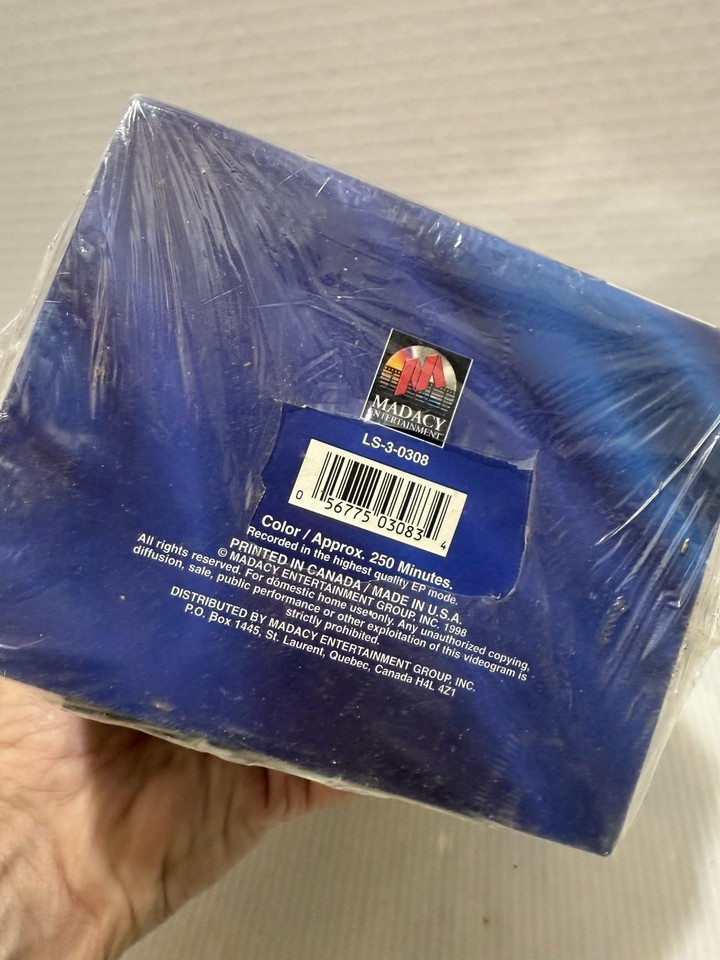 MADACY
ENTERTAINMENT
LS-3-0308
0 56775 03083 4
Color / Approx. 250 Minutes.
Recorded in the highest quality EP mode.
PRINTED IN CANADA / MADE IN U.S.A.
© MADACY ENTERTAINMENT GROUP, INC. 1998
All rights reserved. For domestic home use only. Any unauthorized copying,
diffusion, sale, public performance or other exploitation of this videogram is
strictly prohibited.
DISTRIBUTED BY MADACY ENTERTAINMENT GROUP, INC.
P.O. Box 1445, St. Laurent, Quebec, Canada H4L 4Z1